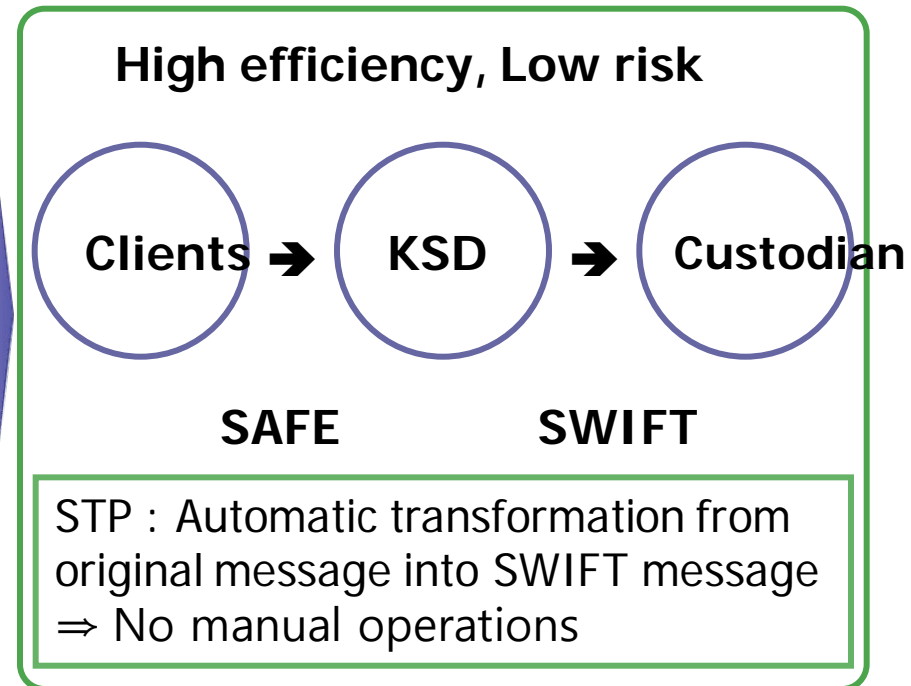 High efficiency, Low risk
Clients ➔ KSD ➔ Custodian
SAFE SWIFT
STP : Automatic transformation from
original message into SWIFT message
⇒ No manual operations